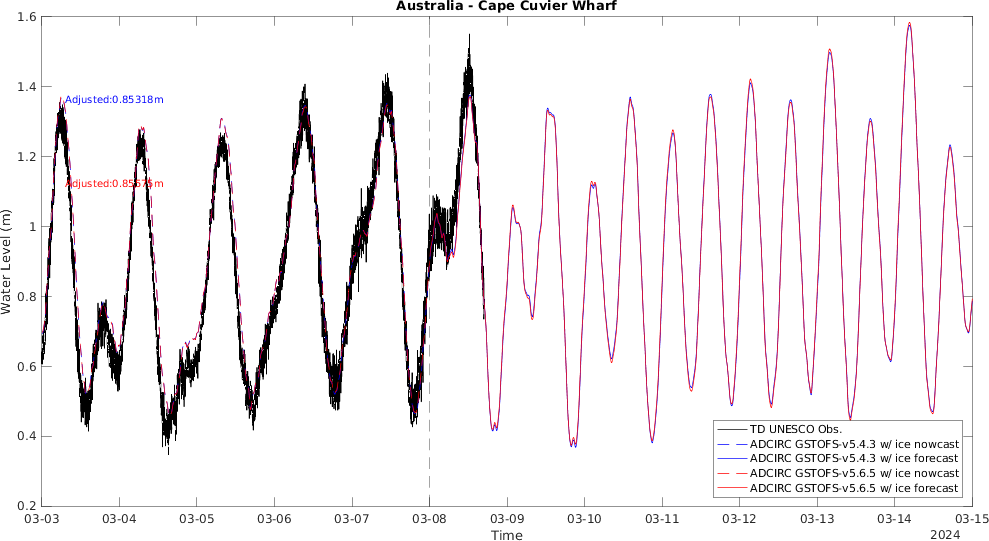 Australia - Cape Cuvier Wharf
1.6
1.4
1.2
1
0.8
0.6
0.4
0.2
Water Level (m)
Adjusted:0.85318m
Adjusted:0.85575m
TD UNESCO Obs.
ADCIRC GSTOFS-v5.4.3 w/ ice nowcast
ADCIRC GSTOFS-v5.4.3 w/ ice forecast
ADCIRC GSTOFS-v5.6.5 w/ ice nowcast
ADCIRC GSTOFS-v5.6.5 w/ ice forecast
03-03 03-04 03-05 03-06 03-07 03-08 03-09 03-10 03-11 03-12 03-13 03-14 03-15
Time
2024